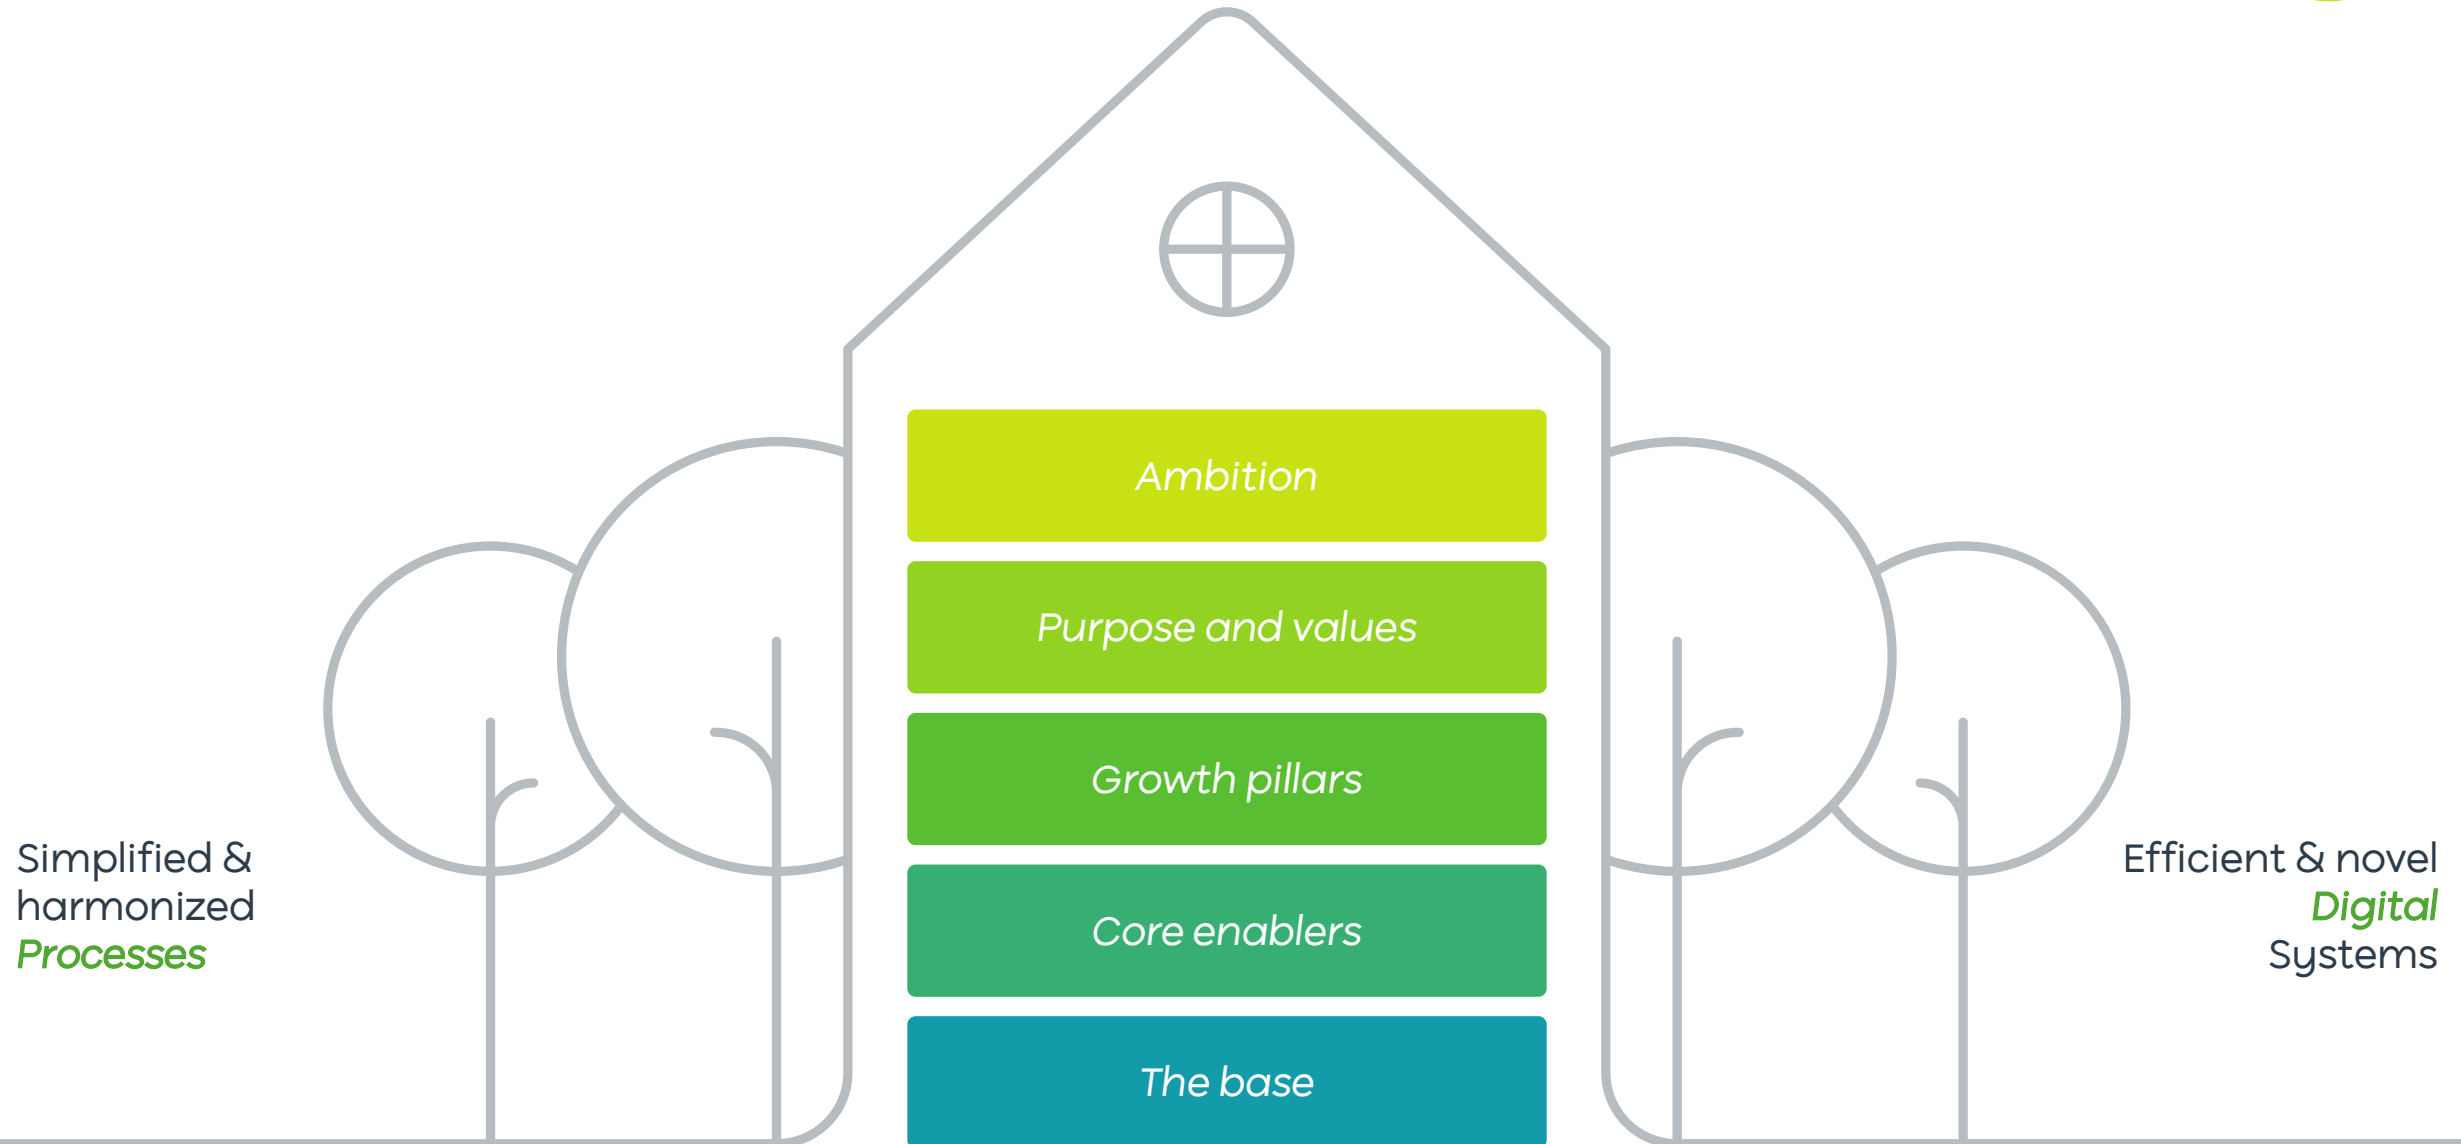 Ambition
Purpose and values
Growth pillars
Core enablers
The base
Simplified &
harmonized
Processes
Efficient & novel
Digital
Systems